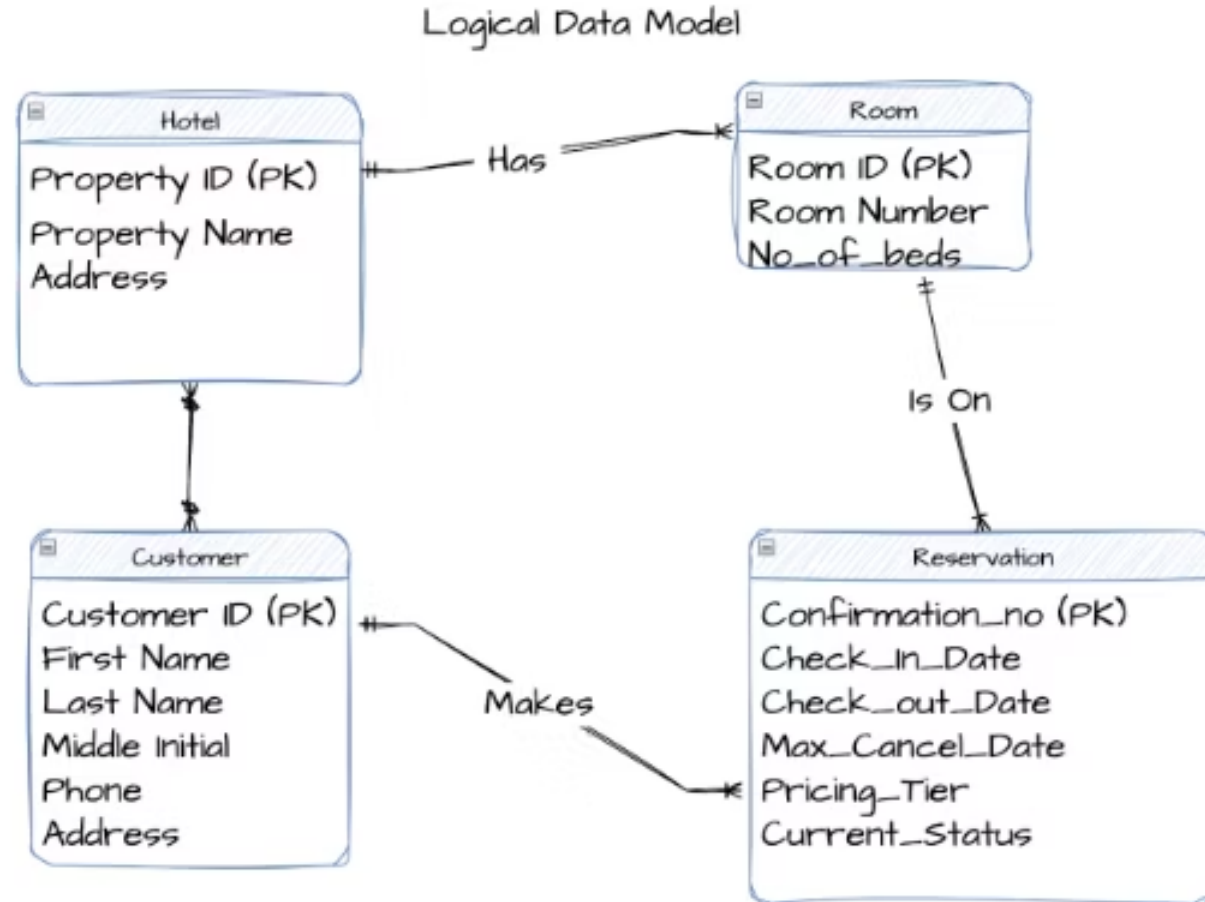 Logical Data Model
Hotel
Property ID (PK)
Property Name
Address
Has
Room
Room ID (PK)
Room Number
No_of_beds
Is On
Customer
Customer ID (PK)
First Name
Last Name
Middle Initial
Phone
Address
Makes
Reservation
Confirmation_no (PK)
Check_In_Date
Check_out_Date
Max_Cancel_Date
Pricing_Tier
Current_Status